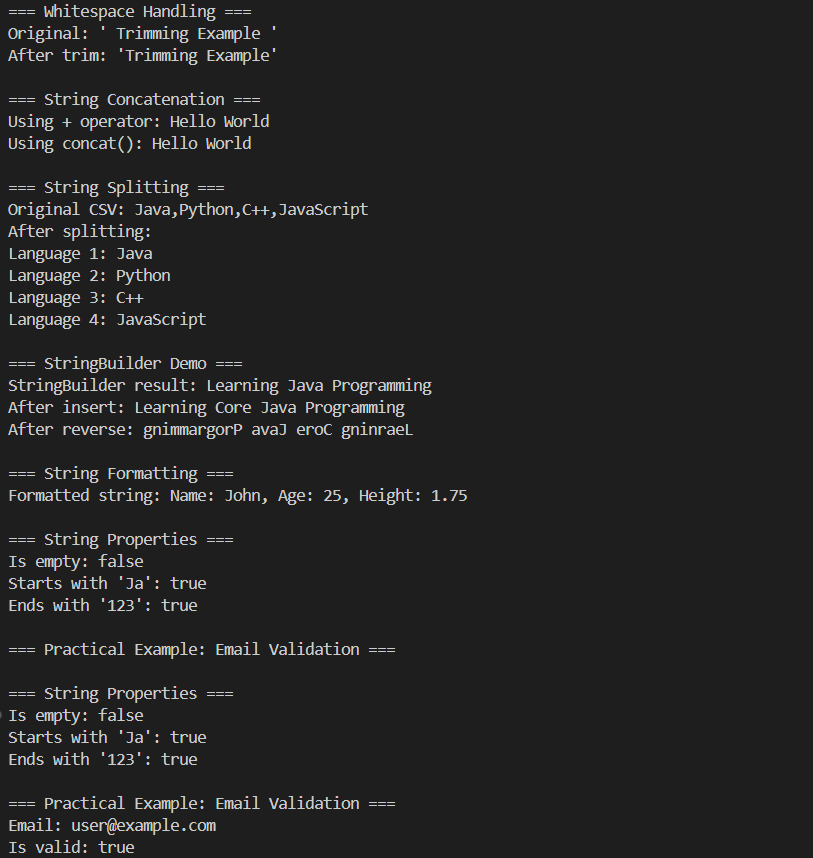 === Whitespace Handling ===
Original: ' Trimming Example '
After trim: 'Trimming Example'

=== String Concatenation ===
Using + operator: Hello World
Using concat(): Hello World

=== String Splitting ===
Original CSV: Java,Python,C++,JavaScript
After splitting:
Language 1: Java
Language 2: Python
Language 3: C++
Language 4: JavaScript

=== StringBuilder Demo ===
StringBuilder result: Learning Java Programming
After insert: Learning Core Java Programming
After reverse: gnimmargorP avaJ eroC gninraeL

=== String Formatting ===
Formatted string: Name: John, Age: 25, Height: 1.75

=== String Properties ===
Is empty: false
Starts with 'Ja': true
Ends with '123': true

=== Practical Example: Email Validation ===

=== String Properties ===
Is empty: false
Starts with 'Ja': true
Ends with '123': true

=== Practical Example: Email Validation ===
Email: user@example.com
Is valid: true